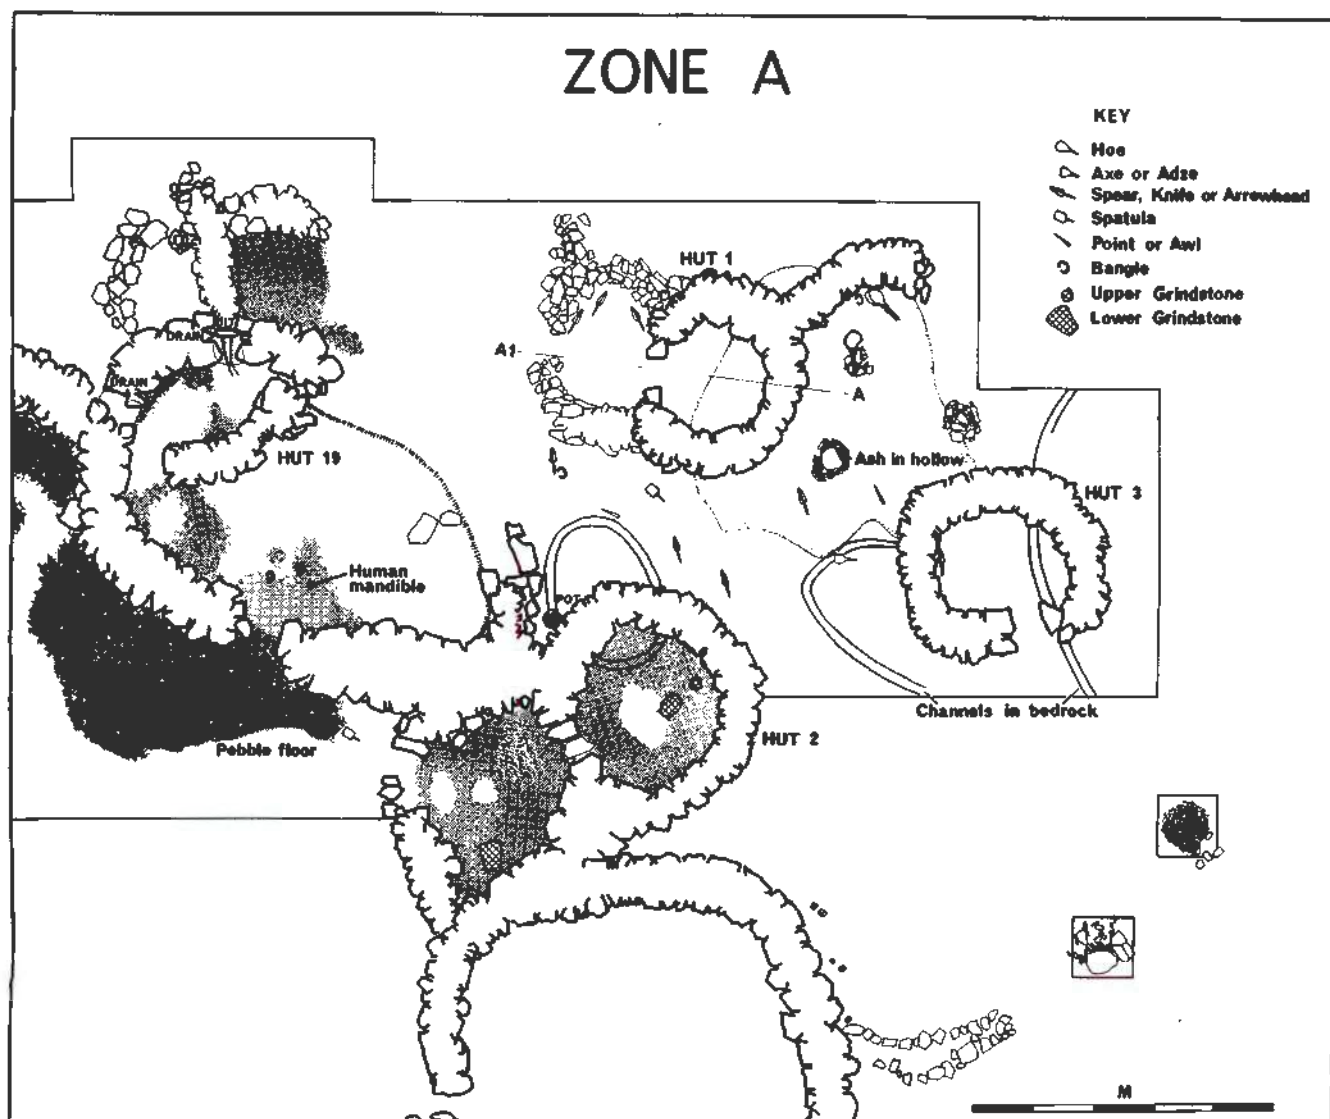 ZONE A
KEY
Hoe
Axe or Adze
Spear, Knife or Arrowhead
Spatula
Point or Awl
Bangle
Upper Grindstone
Lower Grindstone
HUT 1
DRAIN
A1
DRAIN
A
HUT 19
Ash in hollow
HUT 3
Human
mandible
POT
Channels in bedrock
HUT 2
Pebble floor
M